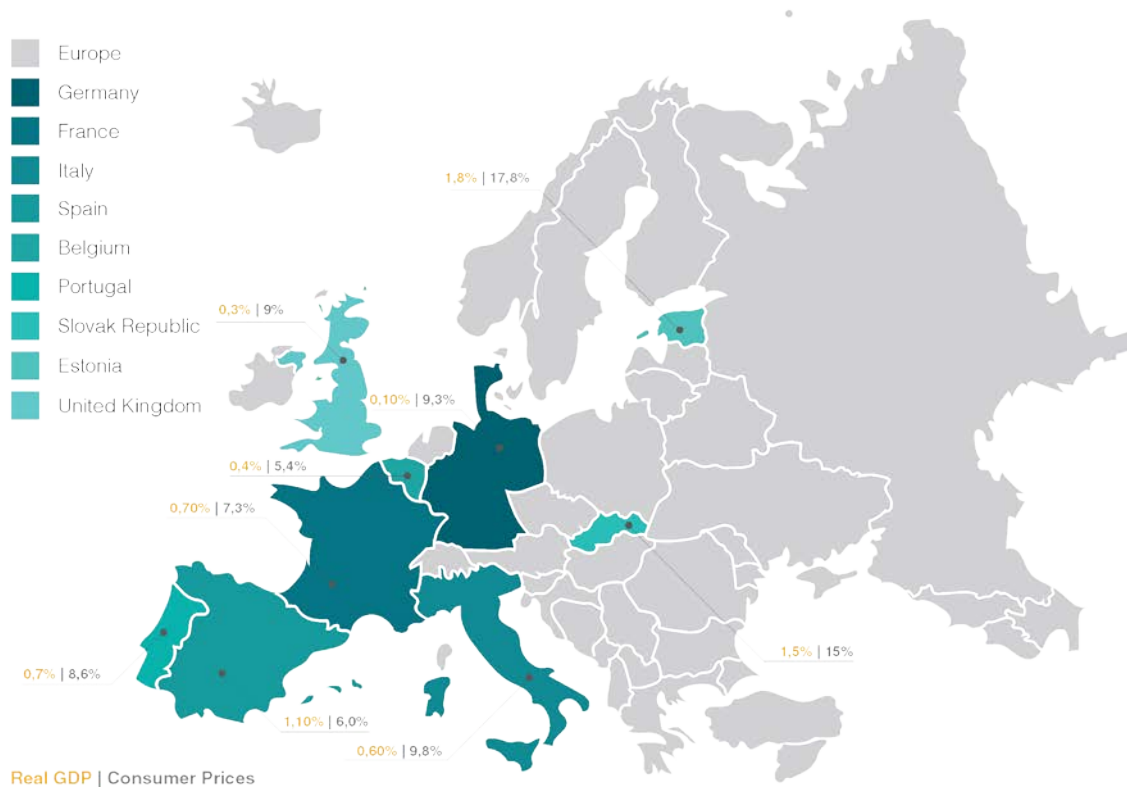 Europe
Germany
France
Italy
Spain
Belgium
Portugal
Slovak Republic
Estonia
United Kingdom
1,8% | 17,8%
0,3% | 9%
0,10% | 9,3%
0,4% | 5,4%
0,70% | 7,3%
1,5% | 15%
0,7% | 8,6%
1,10% | 6,0%
0,60% | 9,8%
Real GDP | Consumer Prices